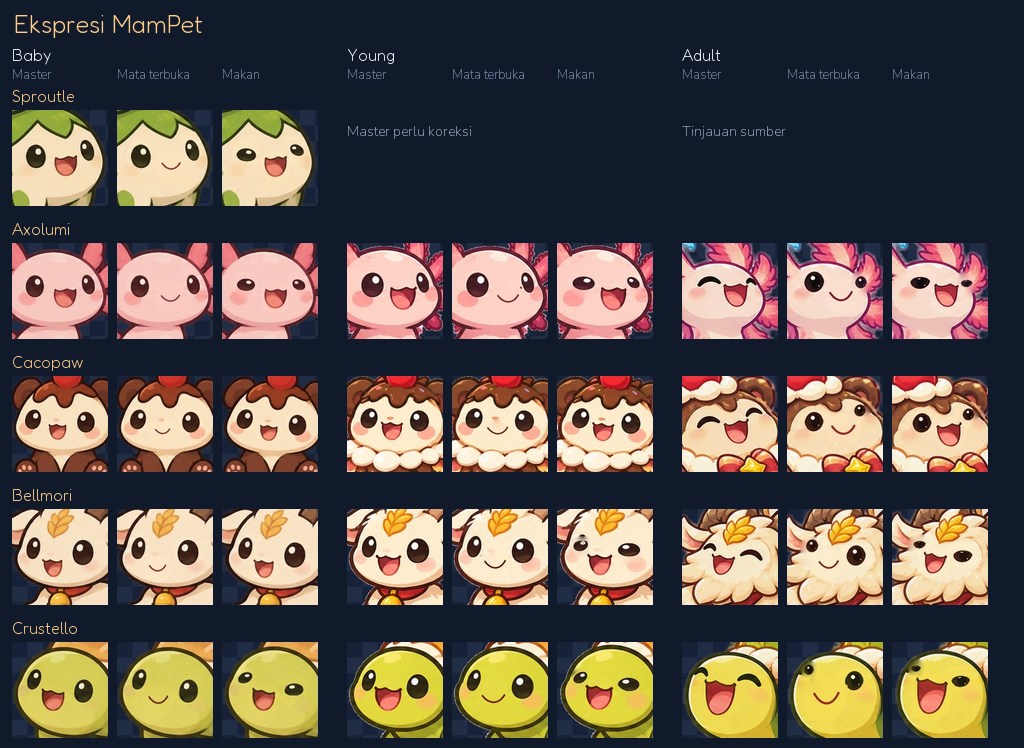 Ekspresi MamPet
Baby Young Adult
Master Mata terbuka Makan Master Mata terbuka Makan Master Mata terbuka Makan
Sproutle
Master perlu koreksi Tinjauan sumber
Axolumi
Cacopaw
Bellmori
Crustello